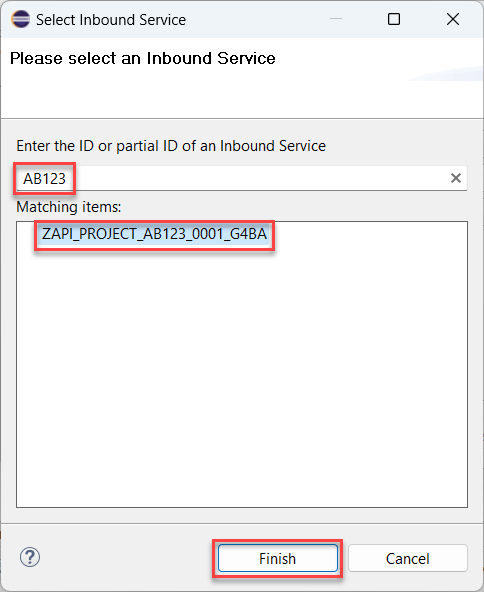 Select Inbound Service
Please select an Inbound Service
Enter the ID or partial ID of an Inbound Service
AB123
Matching items:
ZAPI_PROJECT_AB123_0001_G4BA
Finish
Cancel